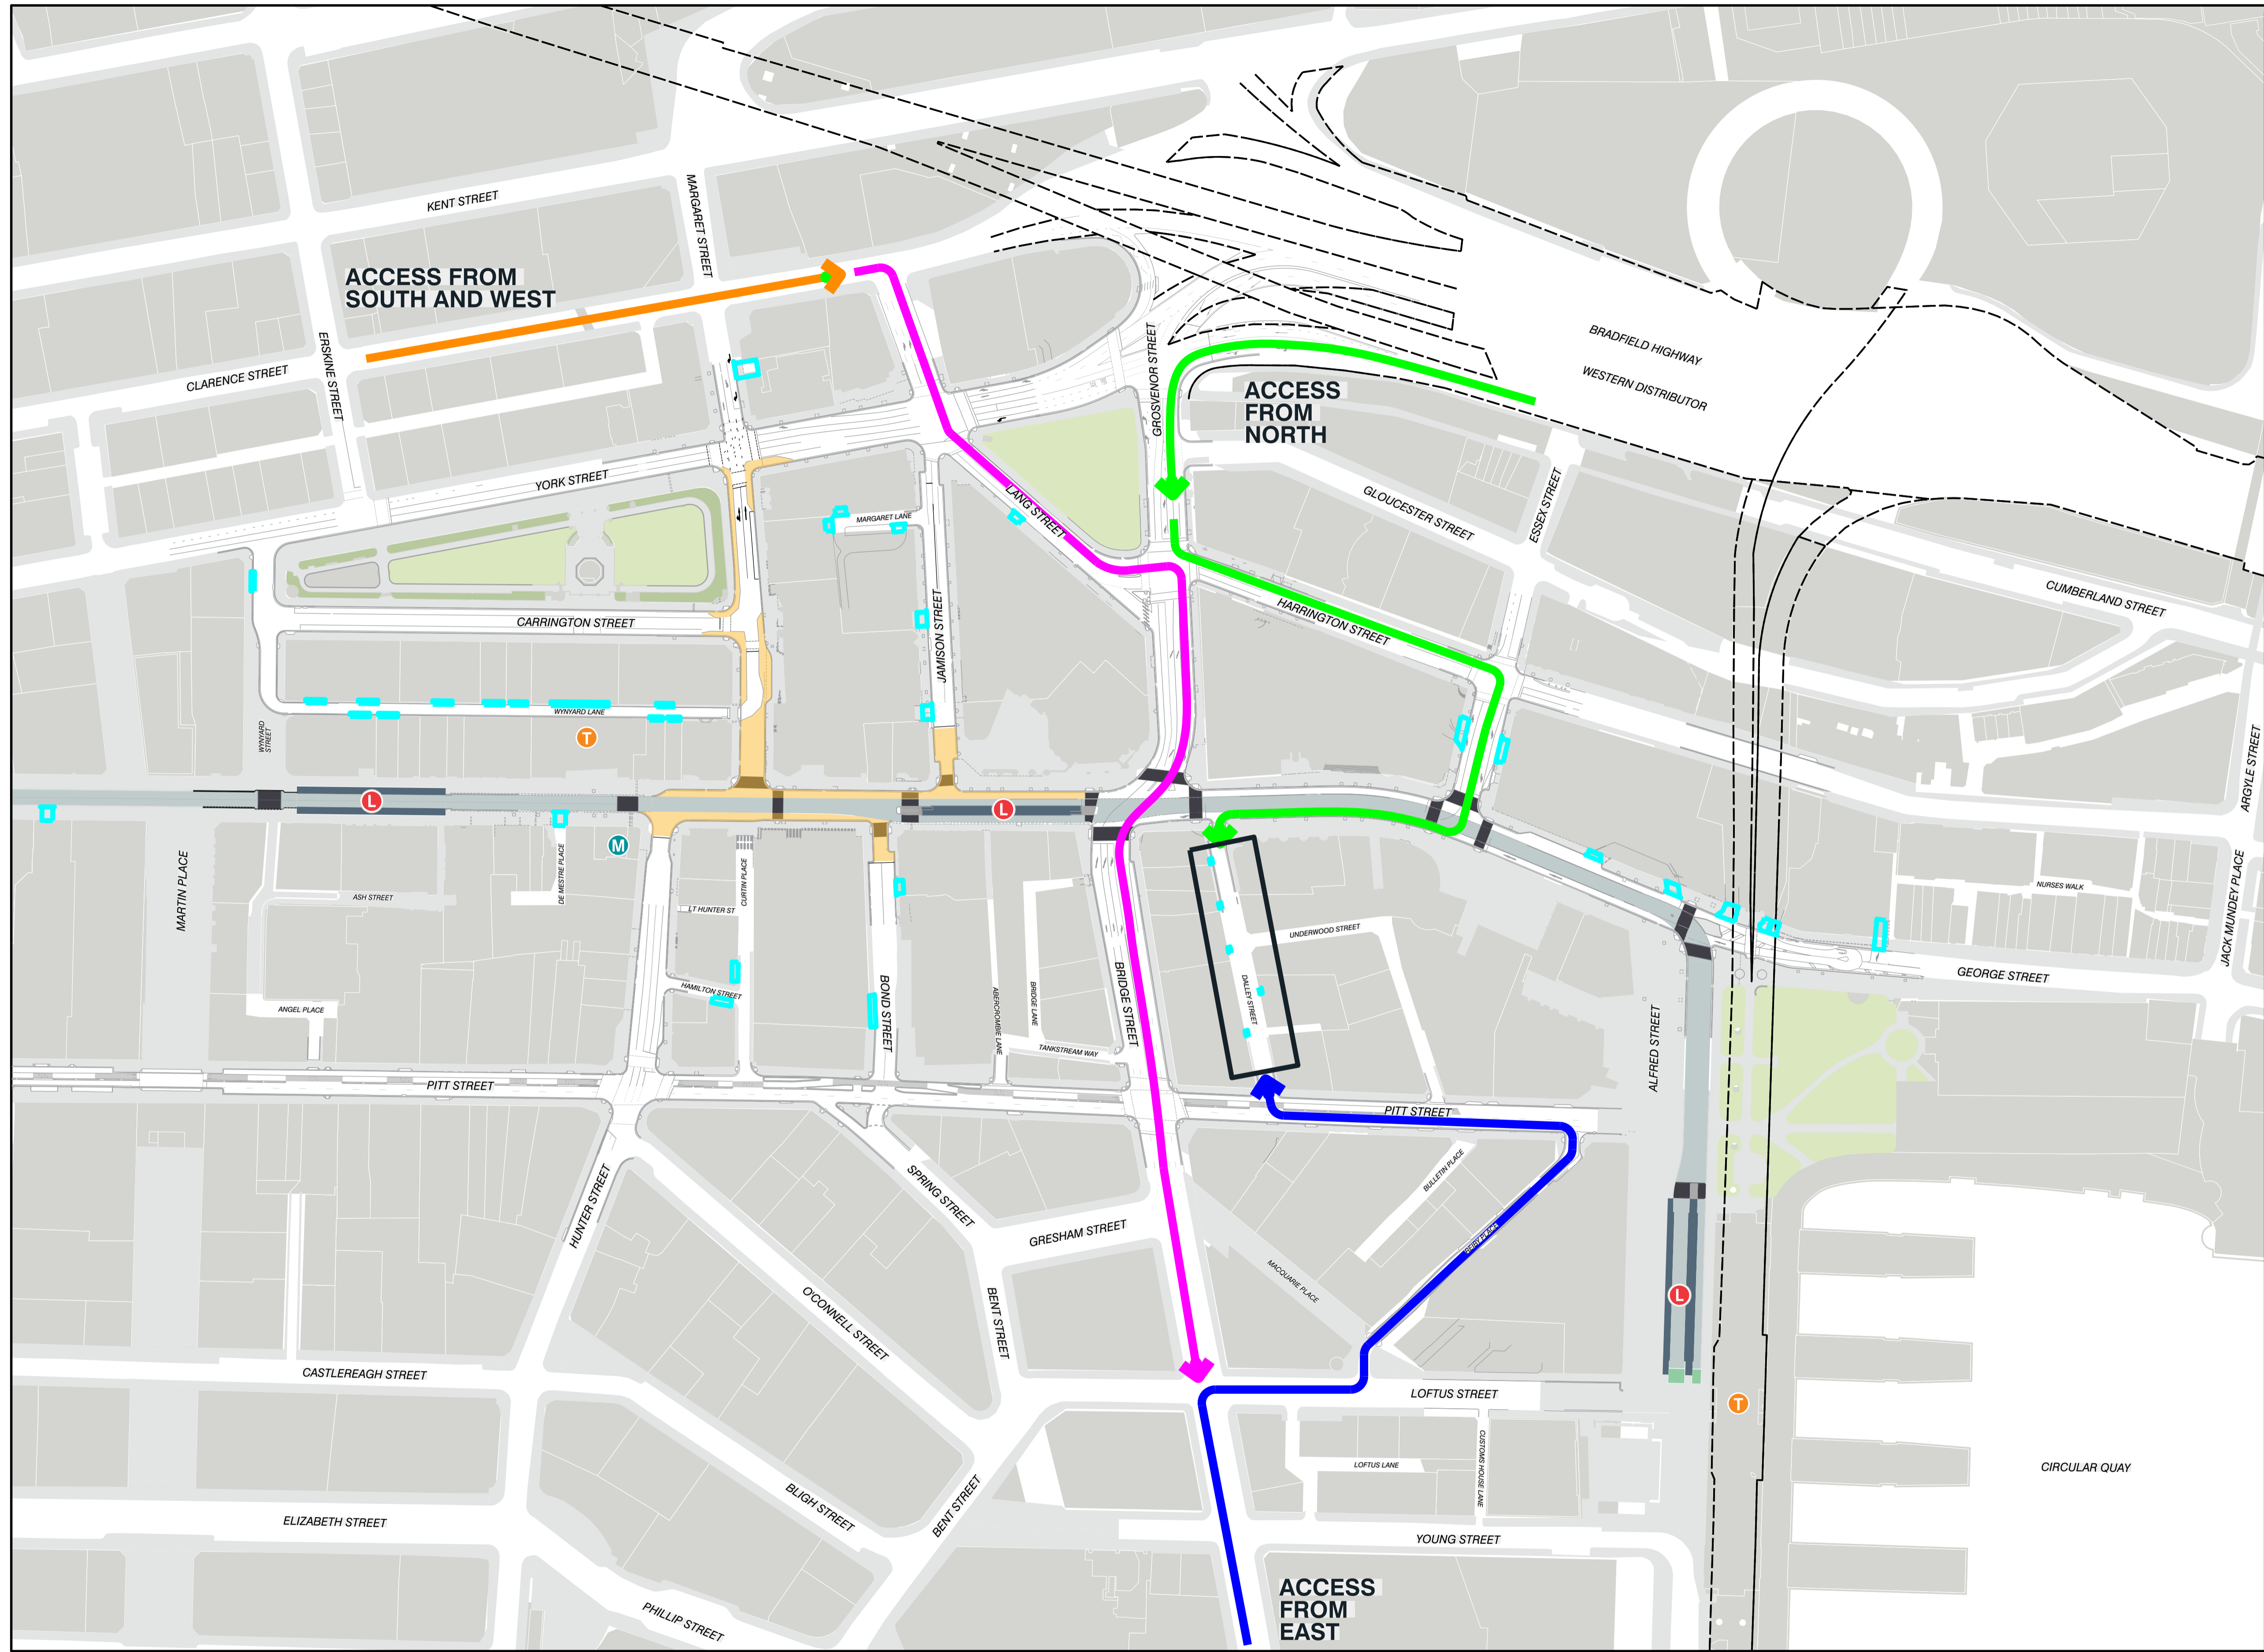 KENT STREET
MARGARET STREET
ACCESS FROM
SOUTH AND WEST
ERSKINE STREET
CLARENCE STREET
YORK STREET
GROSVENOR STREET
ACCESS
FROM
NORTH
BRADFIELD HIGHWAY
WESTERN DISTRIBUTOR
GLOUCESTER STREET
ESSEX STREET
MARGARET LANE
LANG STREET
JAMISON STREET
HARRINGTON STREET
CUMBERLAND STREET
CARRINGTON STREET
WYNYARD LANE
WYNYARD
STREET
T
L
L
M
ARGYLE STREET
MARTIN PLACE
ASH STREET
DE MESTRE PLACE
CURTIN PLACE
LT HUNTER ST
HAMILTON STREET
ANGEL PLACE
BOND STREET
ABERCROMBIE LANE
BRIDGE LANE
TANKSTREAM WAY
BRIDGE STREET
DALLEY STREET
UNDERWOOD STREET
NURSES WALK
JACK MUNDEY PLACE
GEORGE STREET
ALFRED STREET
PITT STREET
PITT STREET
HUNTER STREET
SPRING STREET
GRESHAM STREET
BENT STREET
O'CONNELL STREET
BULLETIN PLACE
REIBY PLACE
MACQUARIE PLACE
L
T
CASTLEREAGH STREET
LOFTUS STREET
CUSTOMS HOUSE LANE
LOFTUS LANE
CIRCULAR QUAY
ELIZABETH STREET
BLIGH STREET
BENT STREET
YOUNG STREET
PHILLIP STREET
ACCESS
FROM
EAST